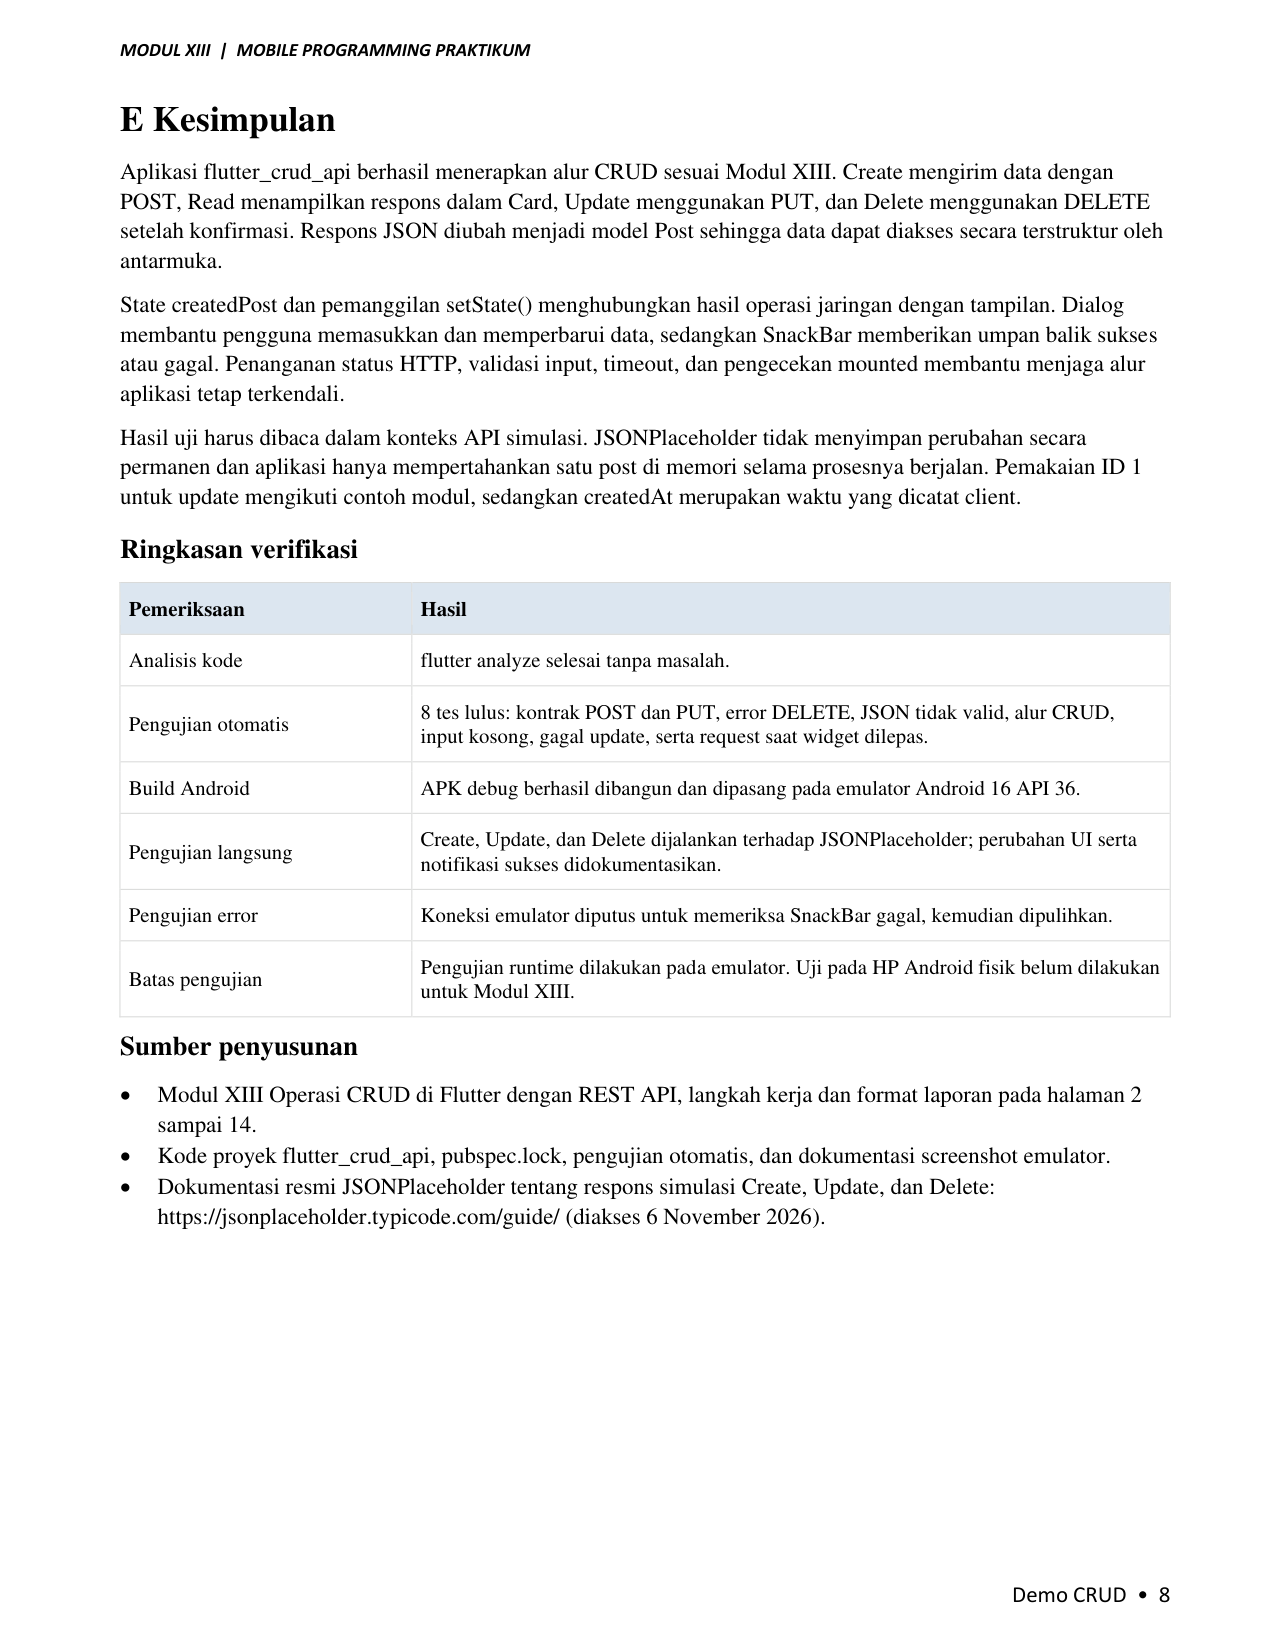 MODUL XIII | MOBILE PROGRAMMING PRAKTIKUM
E Kesimpulan
Aplikasi flutter_crud_api berhasil menerapkan alur CRUD sesuai Modul XIII. Create mengirim data dengan
POST, Read menampilkan respons dalam Card, Update menggunakan PUT, dan Delete menggunakan DELETE
setelah konfirmasi. Respons JSON diubah menjadi model Post sehingga data dapat diakses secara terstruktur oleh
antarmuka.
State createdPost dan pemanggilan setState() menghubungkan hasil operasi jaringan dengan tampilan. Dialog
membantu pengguna memasukkan dan memperbarui data, sedangkan SnackBar memberikan umpan balik sukses
atau gagal. Penanganan status HTTP, validasi input, timeout, dan pengecekan mounted membantu menjaga alur
aplikasi tetap terkendali.
Hasil uji harus dibaca dalam konteks API simulasi. JSONPlaceholder tidak menyimpan perubahan secara
permanen dan aplikasi hanya mempertahankan satu post di memori selama prosesnya berjalan. Pemakaian ID 1
untuk update mengikuti contoh modul, sedangkan createdAt merupakan waktu yang dicatat client.
Ringkasan verifikasi
Pemeriksaan Hasil
Analisis kode flutter analyze selesai tanpa masalah.
Pengujian otomatis 8 tes lulus: kontrak POST dan PUT, error DELETE, JSON tidak valid, alur CRUD,
input kosong, gagal update, serta request saat widget dilepas.
Build Android APK debug berhasil dibangun dan dipasang pada emulator Android 16 API 36.
Pengujian langsung Create, Update, dan Delete dijalankan terhadap JSONPlaceholder; perubahan UI serta
notifikasi sukses didokumentasikan.
Pengujian error Koneksi emulator diputus untuk memeriksa SnackBar gagal, kemudian dipulihkan.
Batas pengujian Pengujian runtime dilakukan pada emulator. Uji pada HP Android fisik belum dilakukan
untuk Modul XIII.
Sumber penyusunan
• Modul XIII Operasi CRUD di Flutter dengan REST API, langkah kerja dan format laporan pada halaman 2
sampai 14.
• Kode proyek flutter_crud_api, pubspec.lock, pengujian otomatis, dan dokumentasi screenshot emulator.
• Dokumentasi resmi JSONPlaceholder tentang respons simulasi Create, Update, dan Delete:
https://jsonplaceholder.typicode.com/guide/ (diakses 6 November 2026).
Demo CRUD • 8